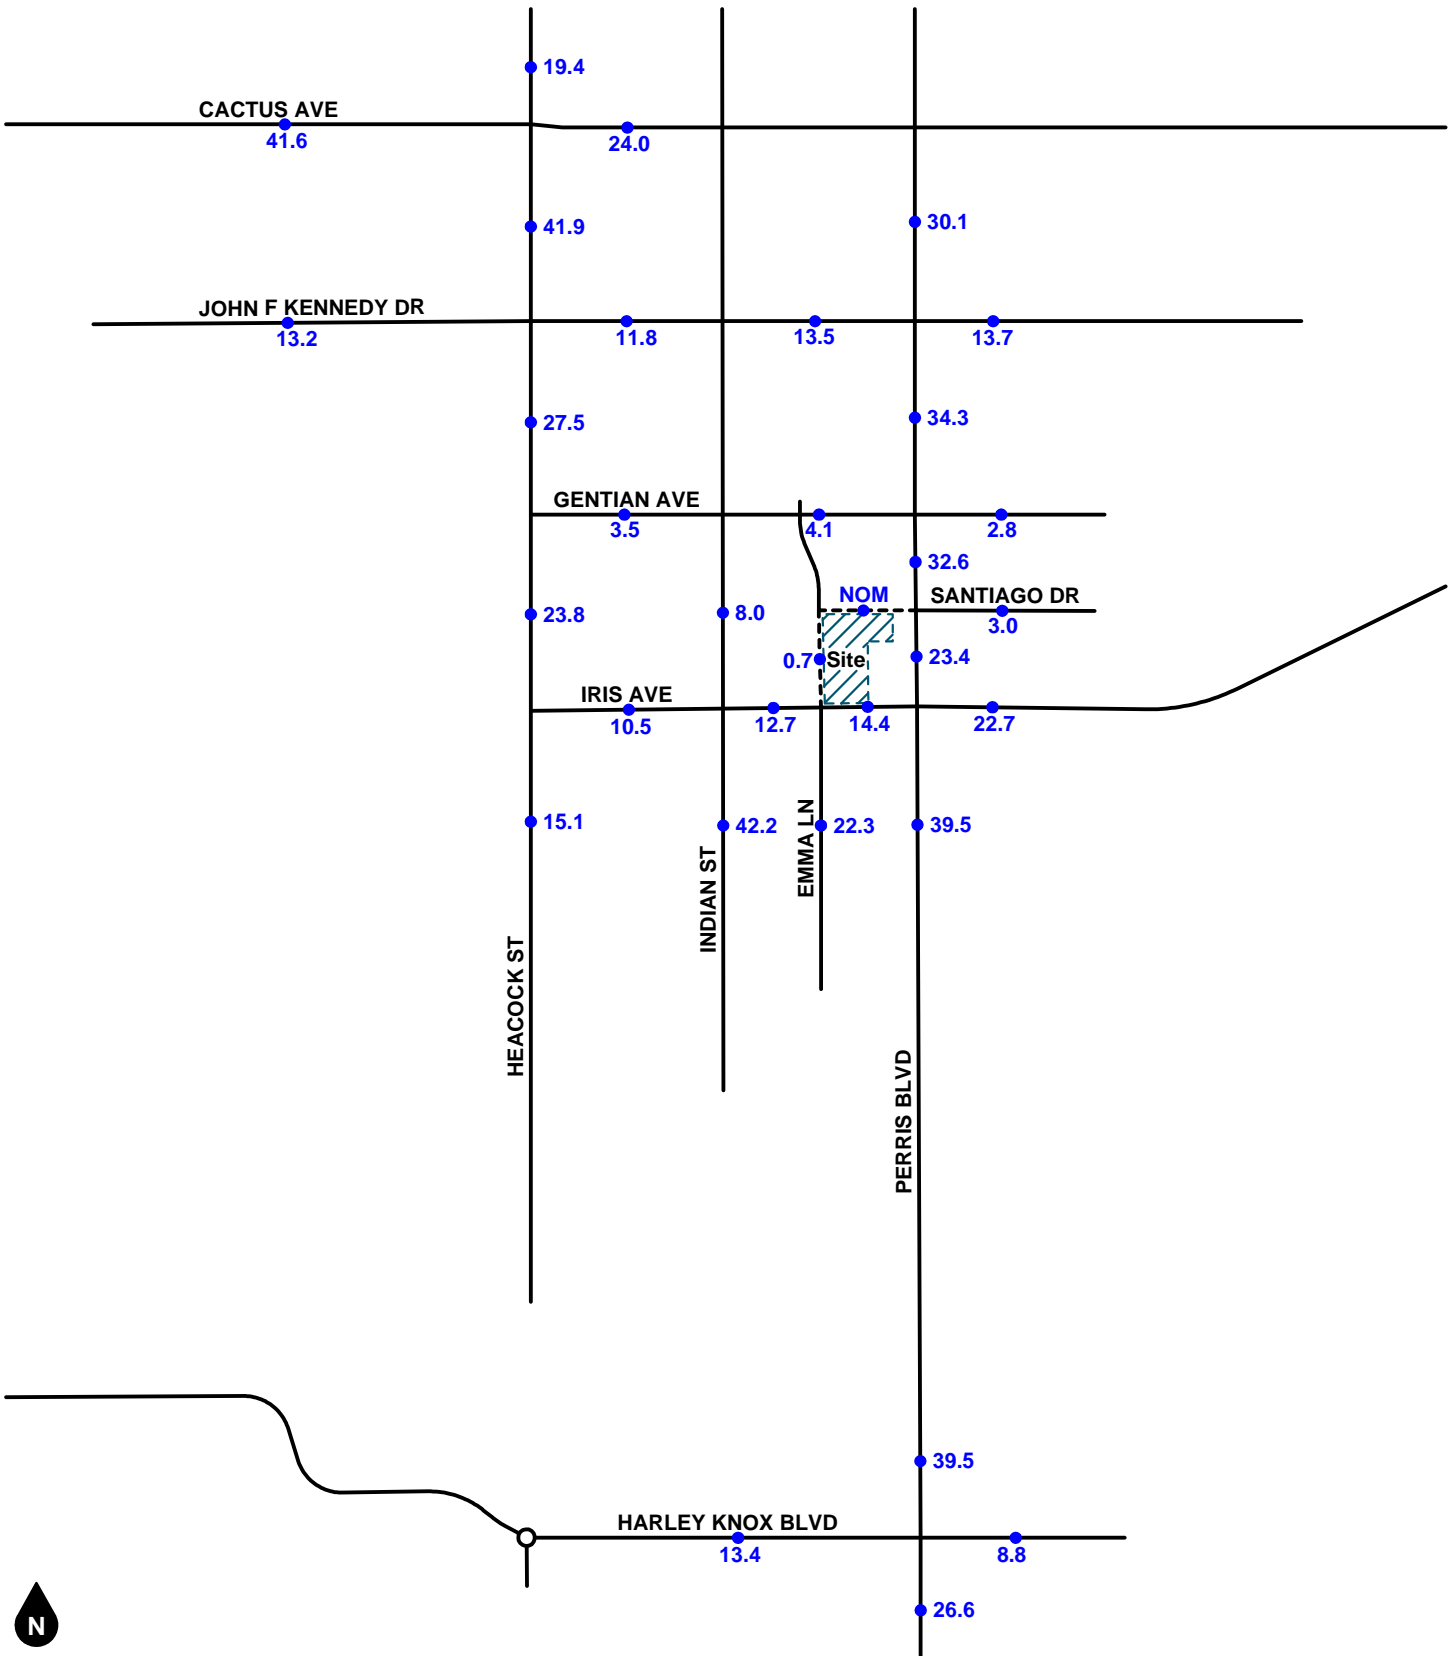 19.4
CACTUS AVE
41.6
24.0
41.9
30.1
JOHN F KENNEDY DR
13.2
11.8
13.5
13.7
27.5
34.3
GENTIAN AVE
3.5
4.1
2.8
32.6
NOM
SANTIAGO DR
23.8
8.0
3.0
0.7
Site
23.4
IRIS AVE
10.5
12.7
14.4
22.7
15.1
42.2
EMMA LN
22.3
39.5
INDIAN ST
HEACOCK ST
PERRIS BLVD
39.5
HARLEY KNOX BLVD
13.4
8.8
26.6
N